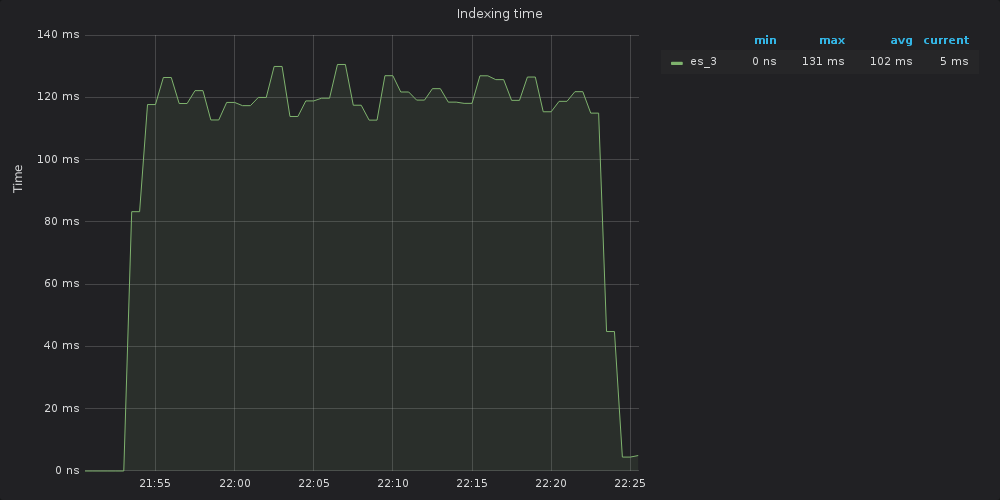 Indexing time
140 ms
120 ms
100 ms
80 ms
60 ms
40 ms
20 ms
0 ns
Time
21:55 22:00 22:05 22:10 22:15 22:20 22:25
min max avg current
es_3 0 ns 131 ms 102 ms 5 ms